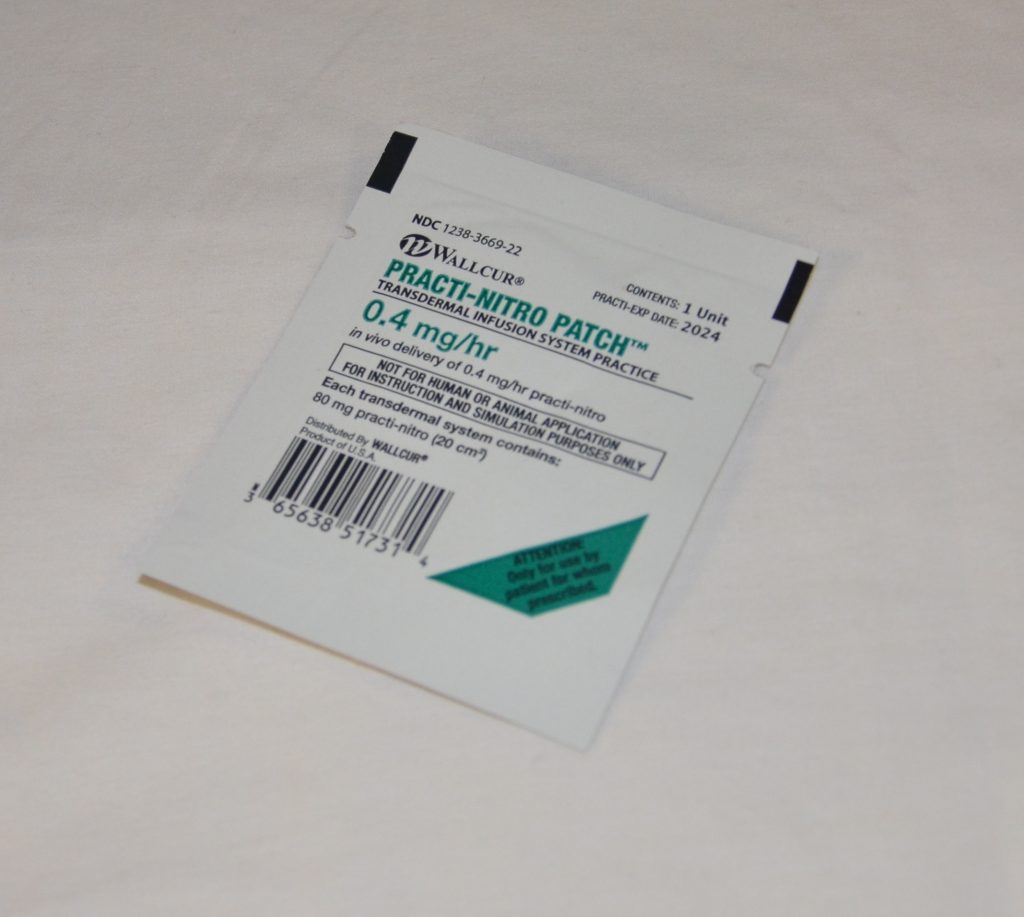 NDC 1238-3669-22
WALLCUR®
CONTENTS: 1 Unit
PRACTI-EXP DATE: 2024
PRACTI-NITRO PATCH™
TRANSDERMAL INFUSION SYSTEM PRACTICE
0.4 mg/hr
in vivo delivery of 0.4 mg/hr practi-nitro
NOT FOR HUMAN OR ANIMAL APPLICATION
FOR INSTRUCTION AND SIMULATION PURPOSES ONLY
Each transdermal system contains:
80 mg practi-nitro (20 cm²)
Distributed By WALLCUR®
Product of U.S.A.
3 65638 51731 4
ATTENTION:
Only for use by
patient for whom
prescribed.